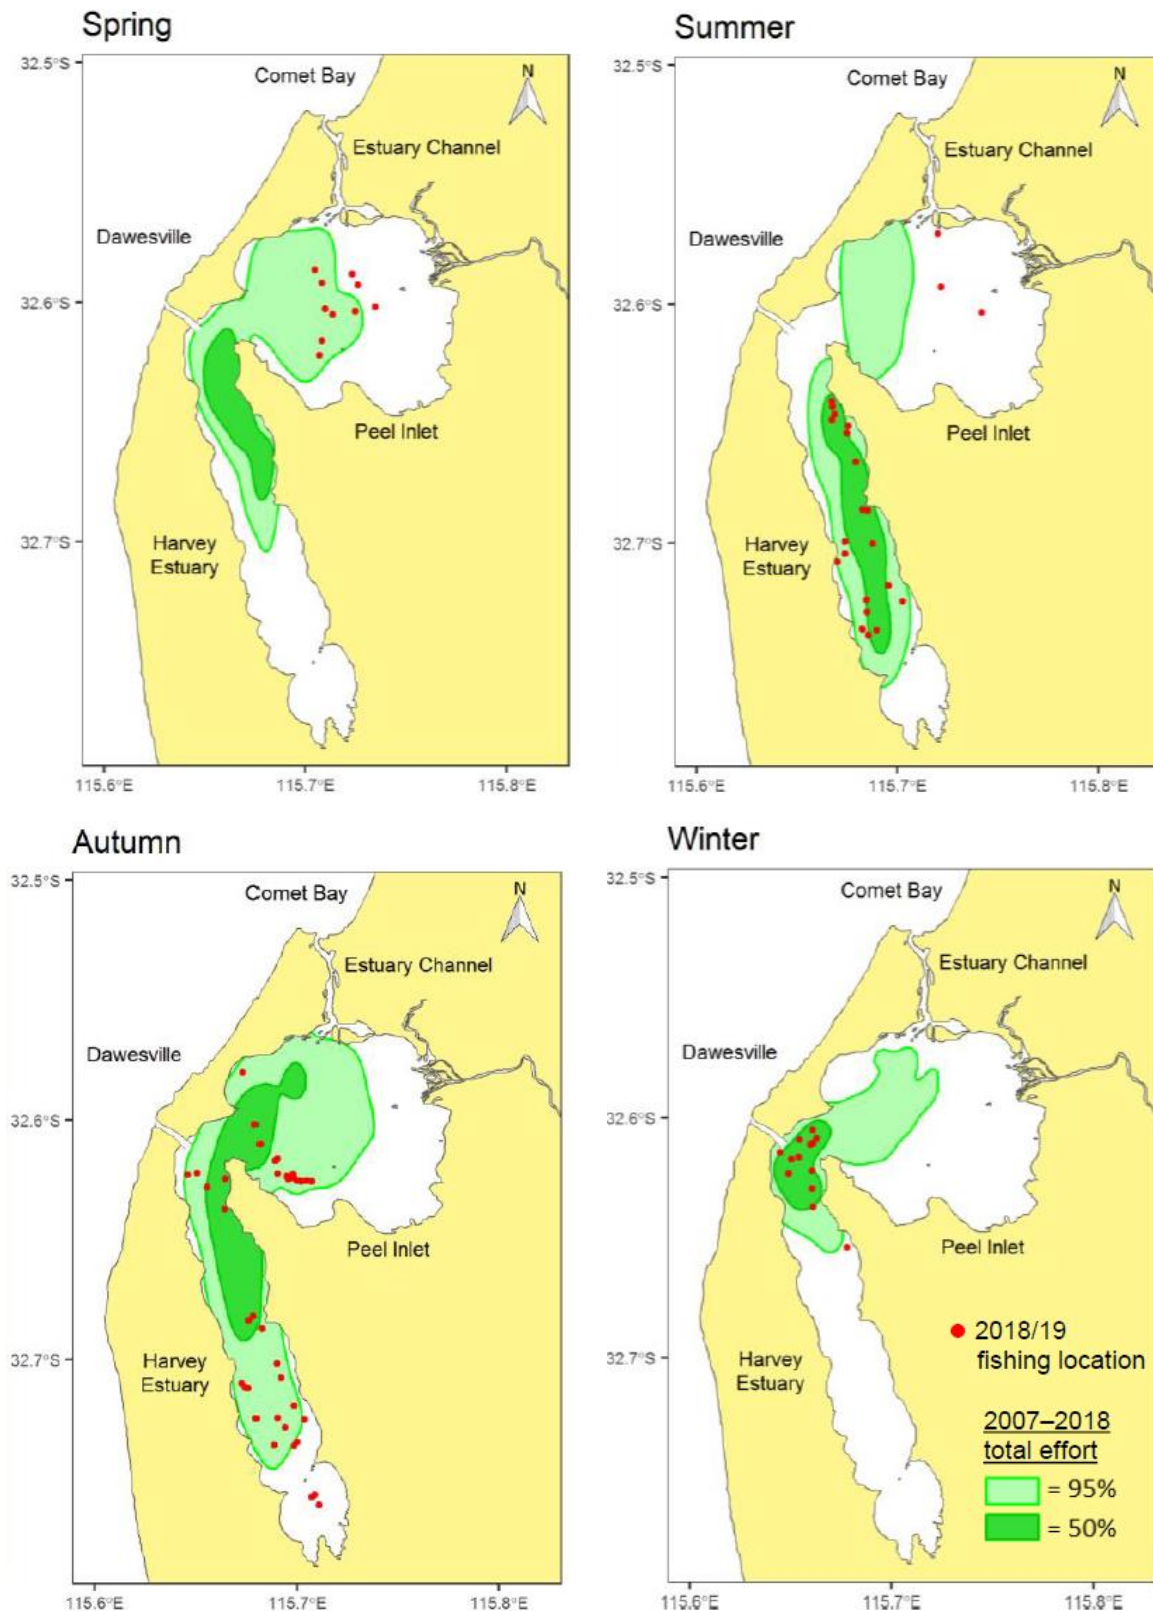 Spring
32.5°S
Comet Bay
N
Estuary Channel
Dawesville
32.6°S
Peel Inlet
32.7°S
Harvey
Estuary
115.6°E
115.7°E
115.8°E
Summer
32.5°S
Comet Bay
N
Estuary Channel
Dawesville
32.6°S
Peel Inlet
32.7°S
Harvey
Estuary
115.6°E
115.7°E
115.8°E
Autumn
32.5°S
Comet Bay
N
Estuary Channel
Dawesville
32.6°S
Peel Inlet
32.7°S
Harvey
Estuary
115.6°E
115.7°E
115.8°E
Winter
32.5°S
Comet Bay
N
Estuary Channel
Dawesville
32.6°S
Peel Inlet
32.7°S
Harvey
Estuary
2018/19
fishing location
2007–2018
total effort
= 95%
= 50%
115.6°E
115.7°E
115.8°E